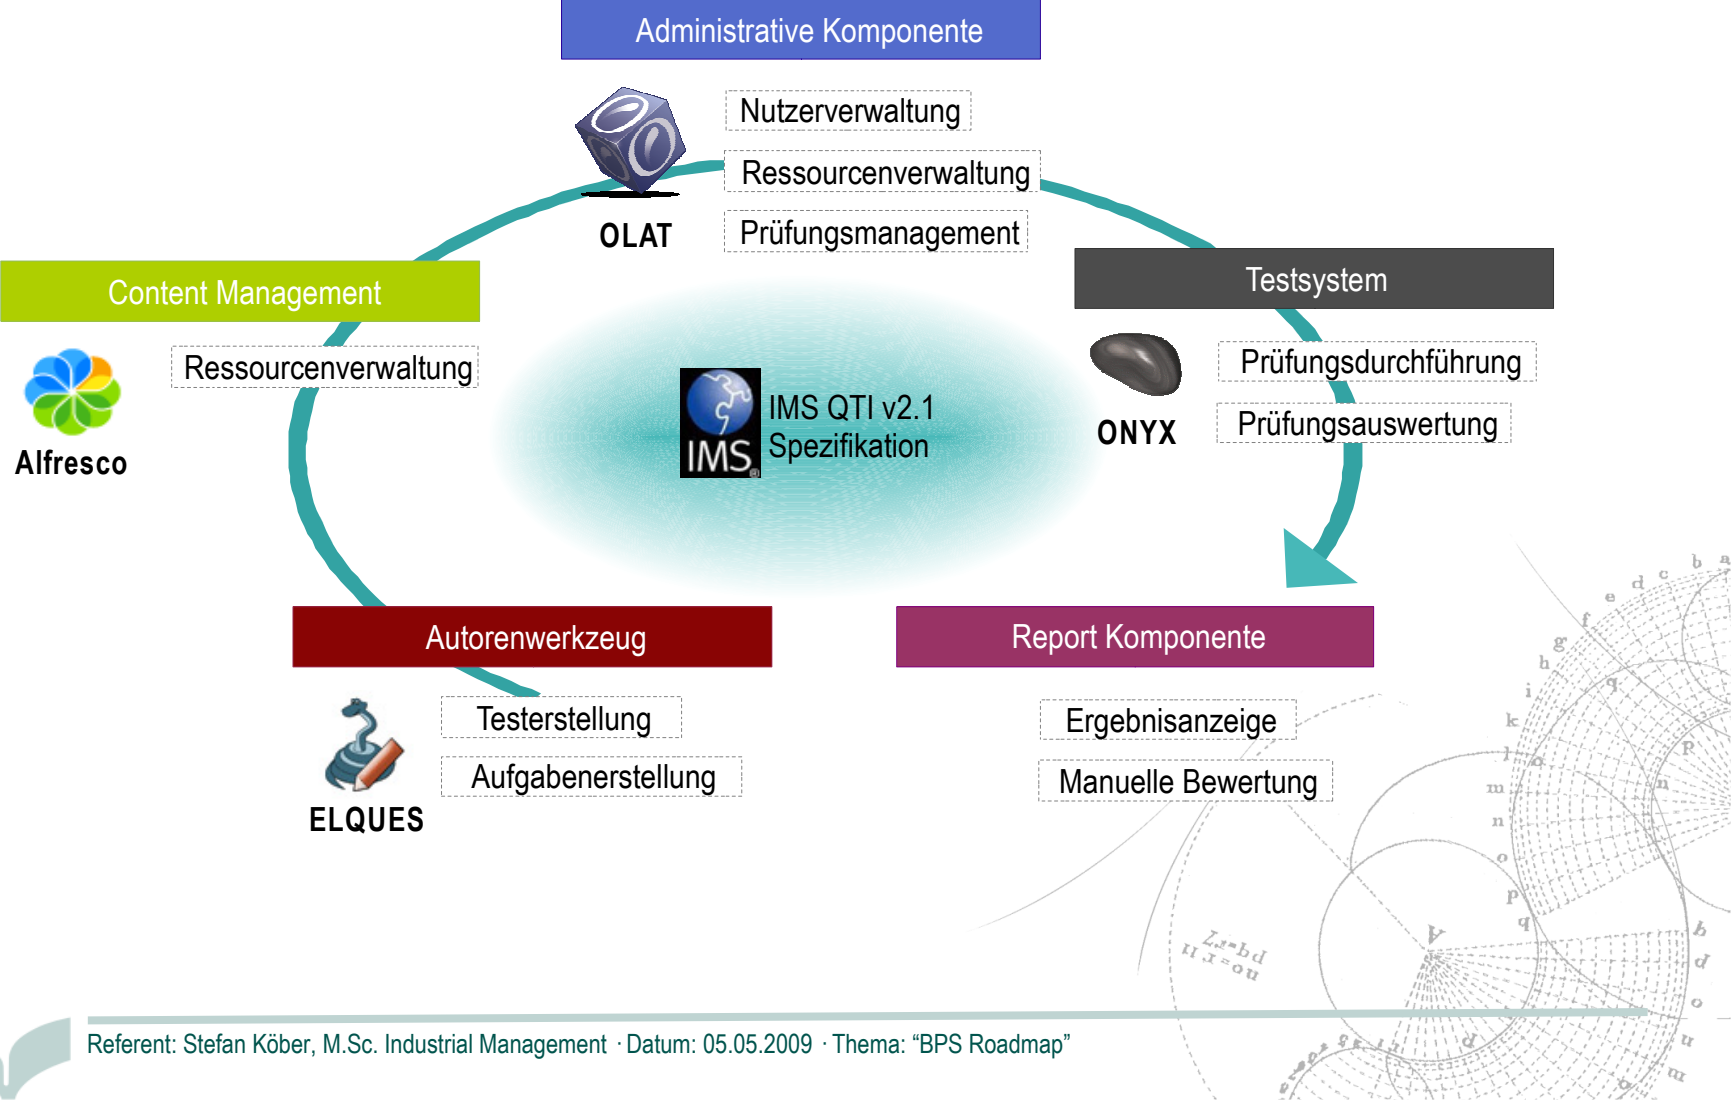 Administrative Komponente
Nutzerverwaltung
Ressourcenverwaltung
Prüfungsmanagement
OLAT
Content Management
Ressourcenverwaltung
Alfresco
Testsystem
Prüfungsdurchführung
Prüfungsauswertung
ONYX
IMS
IMS QTI v2.1
Spezifikation
Autorenwerkzeug
Testerstellung
Aufgabenerstellung
ELQUES
Report Komponente
Ergebnisanzeige
Manuelle Bewertung
Referent: Stefan Köber, M.Sc. Industrial Management · Datum: 05.05.2009 · Thema: “BPS Roadmap”